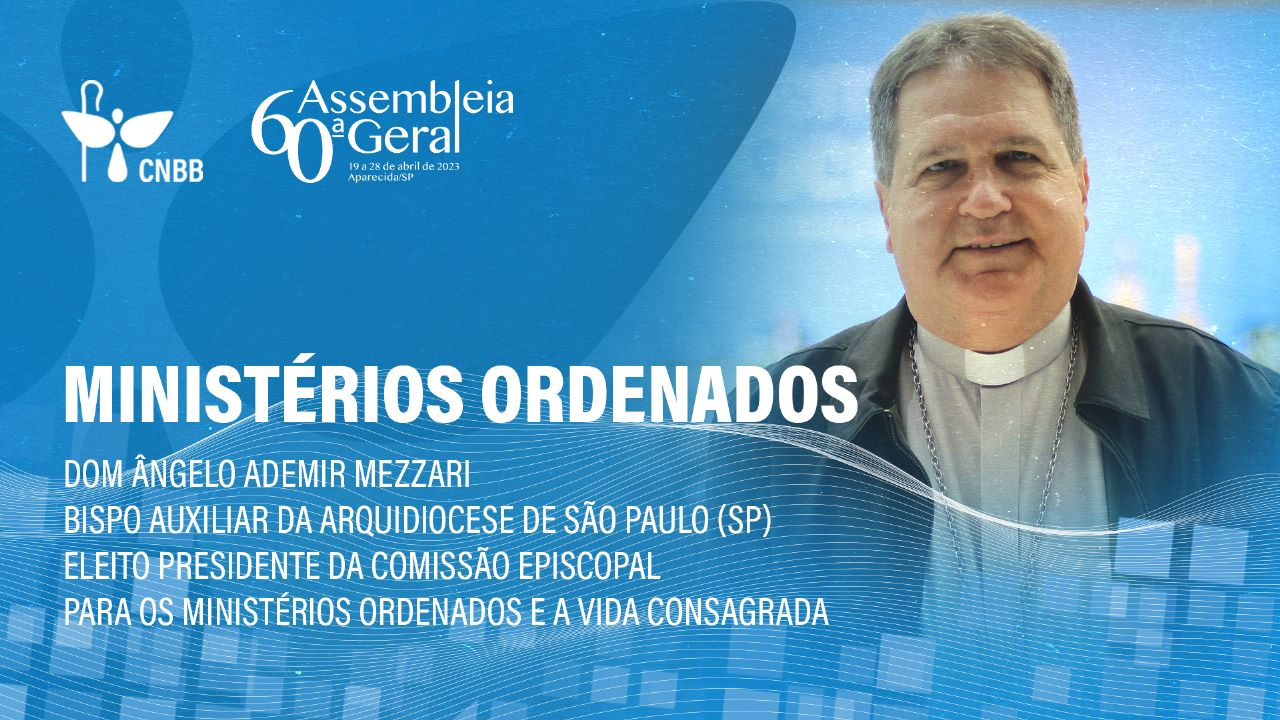 CNBB
60ª Assembleia Geral
19 a 28 de abril de 2023
Aparecida/SP
MINISTÉRIOS ORDENADOS
DOM ÂNGELO ADEMIR MEZZARI
BISPO AUXILIAR DA ARQUIDIOCESE DE SÃO PAULO (SP)
ELEITO PRESIDENTE DA COMISSÃO EPISCOPAL
PARA OS MINISTÉRIOS ORDENADOS E A VIDA CONSAGRADA